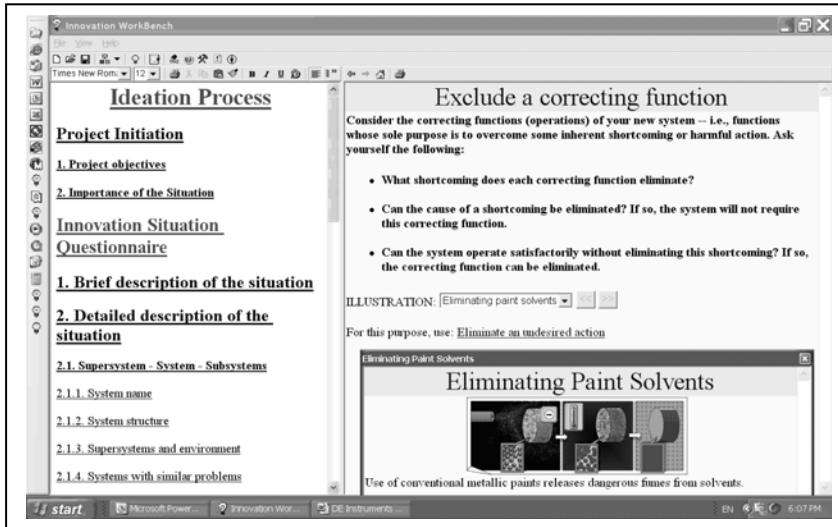 Innovation WorkBench
File View Help
Times New Rom 12 B I U
Ideation Process
Project Initiation
1. Project objectives
2. Importance of the Situation
Innovation Situation
Questionnaire
1. Brief description of the situation
2. Detailed description of the
situation
2.1. Supersystem - System - Subsystems
2.1.1. System name
2.1.2. System structure
2.1.3. Supersystems and environment
2.1.4. Systems with similar problems
Exclude a correcting function
Consider the correcting functions (operations) of your new system -- i.e., functions
whose sole purpose is to overcome some inherent shortcoming or harmful action. Ask
yourself the following:
• What shortcoming does each correcting function eliminate?
• Can the cause of a shortcoming be eliminated? If so, the system will not require
this correcting function.
• Can the system operate satisfactorily without eliminating this shortcoming? If so,
the correcting function can be eliminated.
ILLUSTRATION: Eliminating paint solvents << >>
For this purpose, use: Eliminate an undesired action
Eliminating Paint Solvents
Eliminating Paint Solvents
Use of conventional metallic paints releases dangerous fumes from solvents.
start Microsoft Power... Innovation Wor... DE Instruments ... EN 6:07 PM